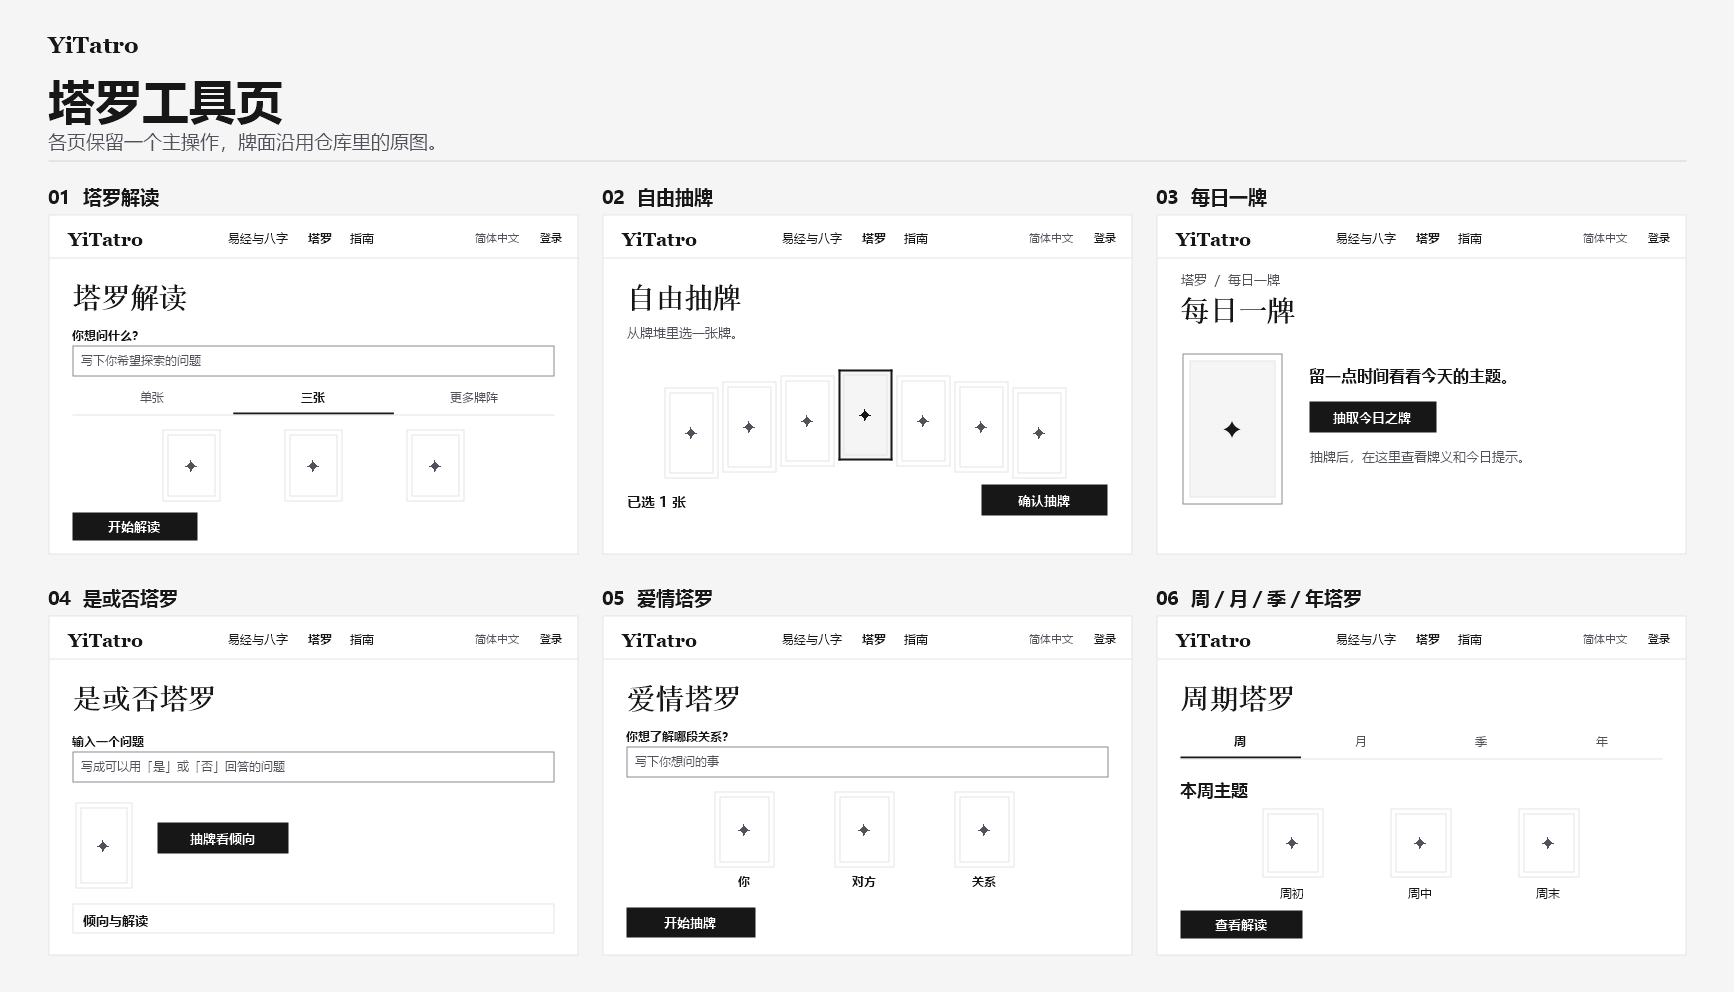 YiTatro
塔罗工具页
各页保留一个主操作，牌面沿用仓库里的原图。
01 塔罗解读
YiTatro 易经与八字 塔罗 指南 简体中文 登录
塔罗解读
你想问什么？
写下你希望探索的问题
单张 三张 更多牌阵
开始解读
02 自由抽牌
YiTatro 易经与八字 塔罗 指南 简体中文 登录
自由抽牌
从牌堆里选一张牌。
已选 1 张 确认抽牌
03 每日一牌
YiTatro 易经与八字 塔罗 指南 简体中文 登录
塔罗 / 每日一牌
每日一牌
留一点时间看看今天的主题。
抽取今日之牌
抽牌后，在这里查看牌义和今日提示。
04 是或否塔罗
YiTatro 易经与八字 塔罗 指南 简体中文 登录
是或否塔罗
输入一个问题
写成可以用「是」或「否」回答的问题
抽牌看倾向
倾向与解读
05 爱情塔罗
YiTatro 易经与八字 塔罗 指南 简体中文 登录
爱情塔罗
你想了解哪段关系？
写下你想问的事
你 对方 关系
开始抽牌
06 周 / 月 / 季 / 年塔罗
YiTatro 易经与八字 塔罗 指南 简体中文 登录
周期塔罗
周 月 季 年
本周主题
周初 周中 周末
查看解读